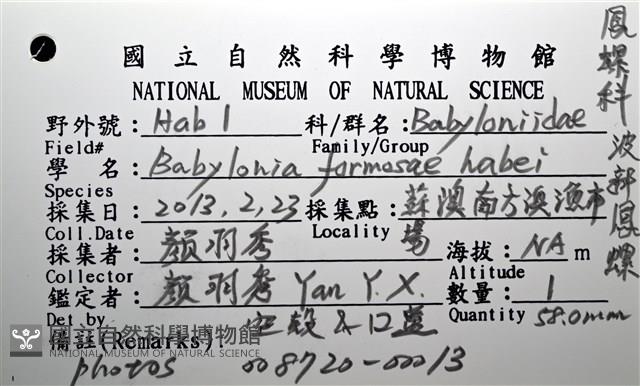 國立自然科學博物館
NATIONAL MUSEUM OF NATURAL SCIENCE
野外號：Hab 1 科/群名：Babyloniidae
Field# Family/Group
學名：Babylonia formosae habei
Species
採集日：2013.2.23 採集點：蘇澳南方澳漁市場
Coll.Date Locality
採集者：顏羽秀 海拔：NA m
Collector Altitude
鑑定者：顏羽秀 Yan Y.X. 數量：1
Det by Quantity 58.0mm
備註(Remarks)：空殼&口蓋
photos 008720-00013
鳳螺科 波部鳳螺
國立自然科學博物館
NATIONAL MUSEUM OF NATURAL SCIENCE